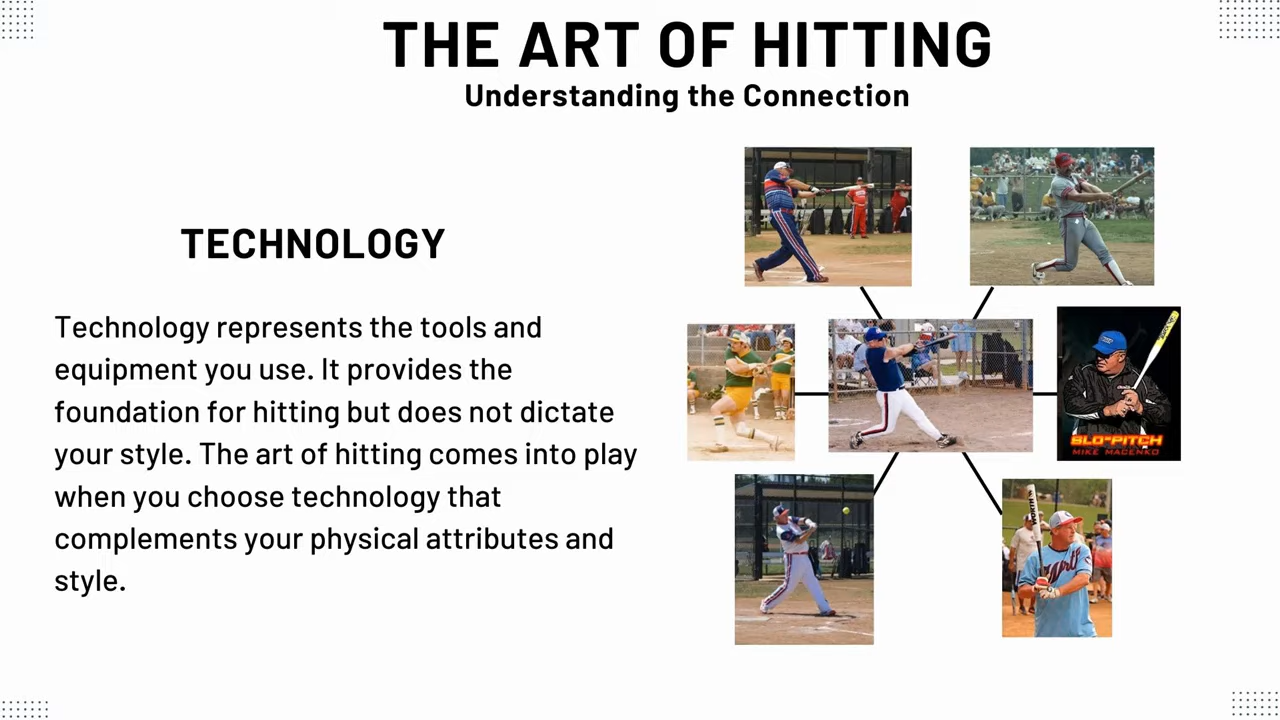 THE ART OF HITTING
Understanding the Connection
TECHNOLOGY
Technology represents the tools and
equipment you use. It provides the
foundation for hitting but does not dictate
your style. The art of hitting comes into play
when you choose technology that
complements your physical attributes and
style.
SLO-PITCH
MIKE MACENKO
WORTH